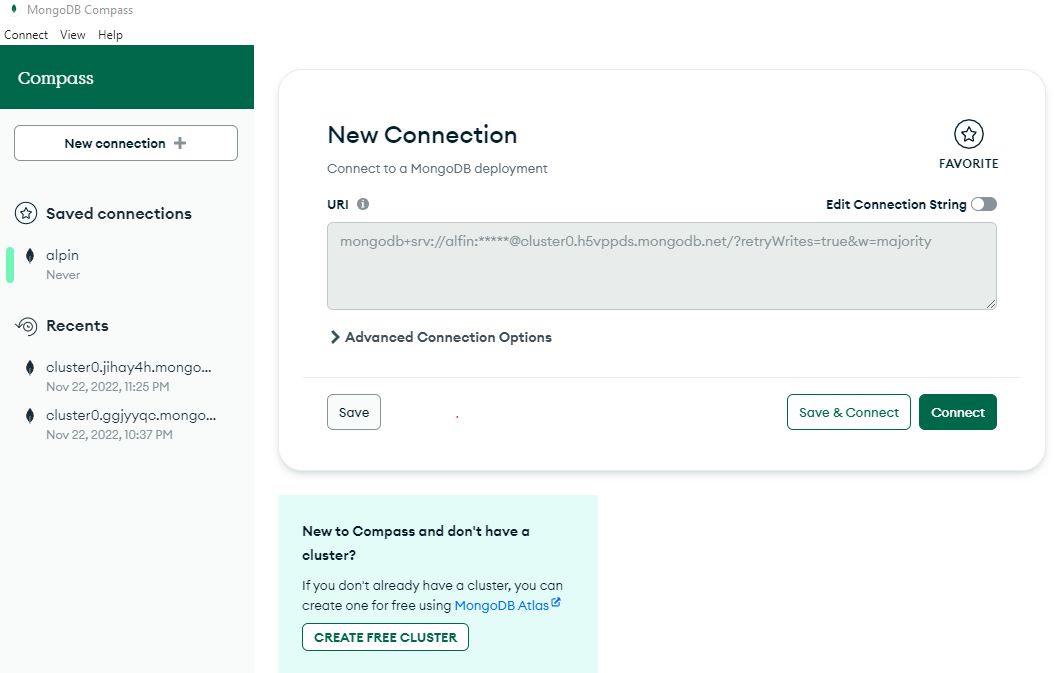 MongoDB Compass
Connect View Help
Compass
New connection
Saved connections
alpin
Never
Recents
cluster0.jihay4h.mongo...
Nov 22, 2022, 11:25 PM
cluster0.ggjyyqc.mongo...
Nov 22, 2022, 10:37 PM
New Connection
Connect to a MongoDB deployment
FAVORITE
URI
Edit Connection String
mongodb+srv://alfin:*****@cluster0.h5vppds.mongodb.net/?retryWrites=true&w=majority
Advanced Connection Options
Save
Save & Connect
Connect
New to Compass and don't have a
cluster?
If you don't already have a cluster, you can
create one for free using MongoDB Atlas
CREATE FREE CLUSTER